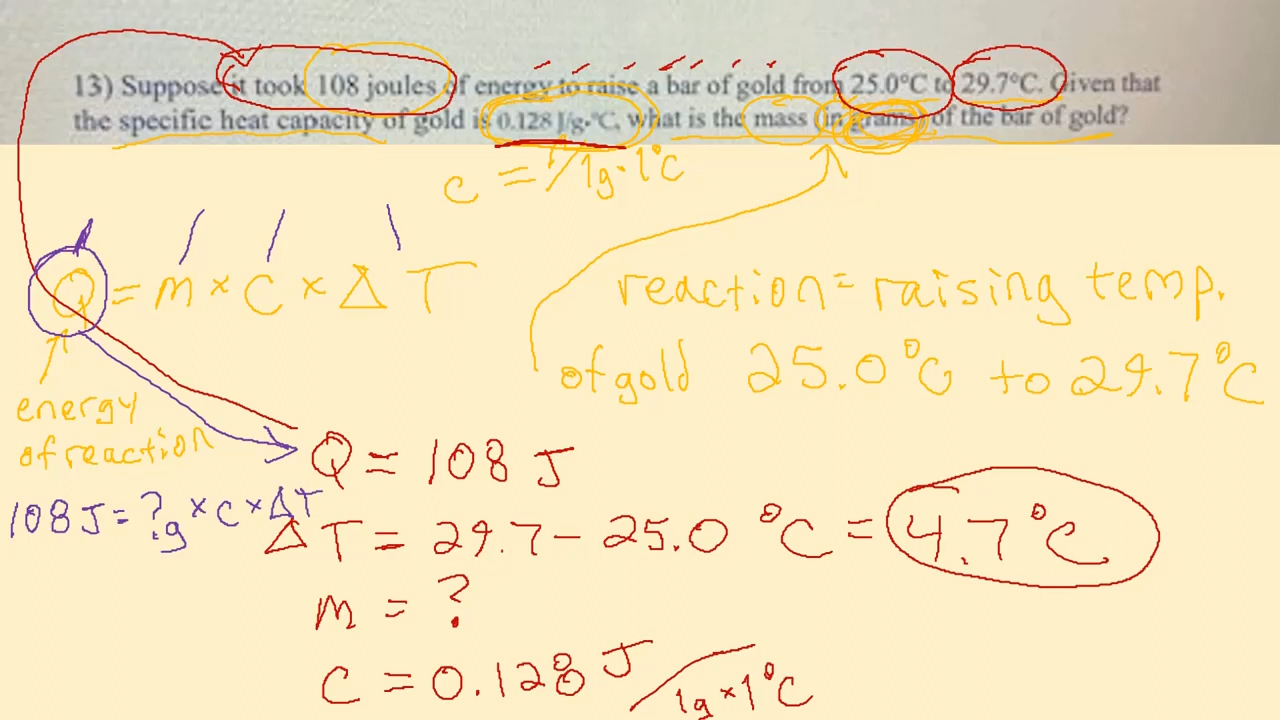 13) Suppose it took 108 joules of energy to raise a bar of gold from 25.0°C to 29.7°C. Given that
the specific heat capacity of gold is 0.128 J/g·°C, what is the mass (in grams) of the bar of gold?
c = 1/1g·1°C
Q = m × C × Δ T
reaction = raising temp.
of gold 25.0°C to 29.7°C
energy
of reaction
Q = 108 J
108 J = ?g × C × ΔT
Δ T = 29.7 - 25.0 °C = 4.7°C
m = ?
C = 0.128 J/1g × 1°C